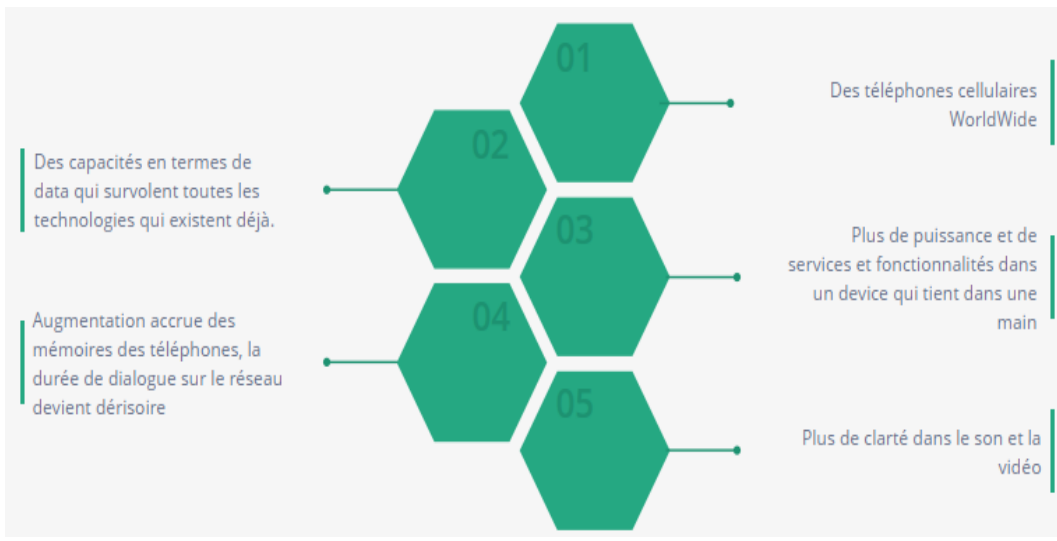 01
Des téléphones cellulaires
WorldWide
02
Des capacités en termes de
data qui survolent toutes les
technologies qui existent déjà.
03
Plus de puissance et de
services et fonctionnalités dans
un device qui tient dans une
main
04
Augmentation accrue des
mémoires des téléphones, la
durée de dialogue sur le réseau
devient dérisoire
05
Plus de clarté dans le son et la
vidéo